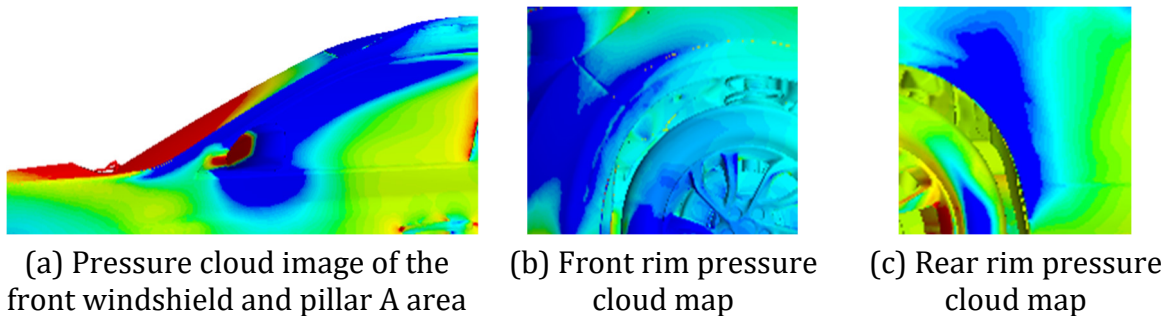 (a) Pressure cloud image of the
front windshield and pillar A area
(b) Front rim pressure
cloud map
(c) Rear rim pressure
cloud map